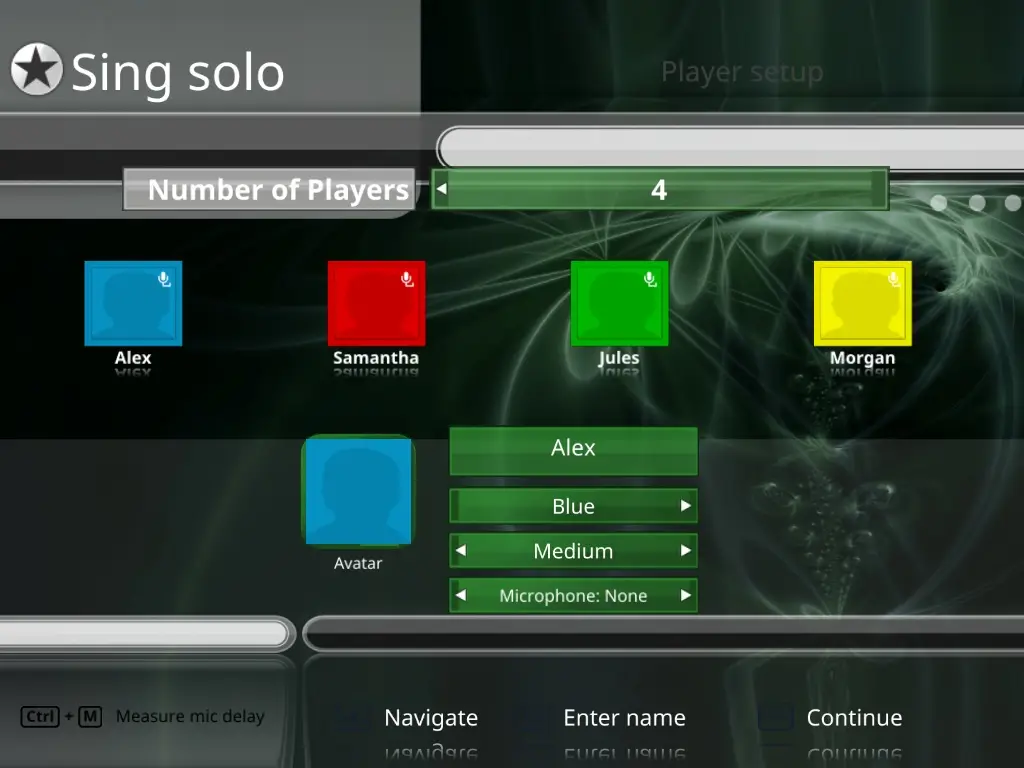 Sing solo
Player setup
Number of Players
4
Alex
Samantha
Jules
Morgan
Alex
Blue
Medium
Microphone: None
Avatar
Ctrl + M Measure mic delay
Navigate
Enter name
Continue